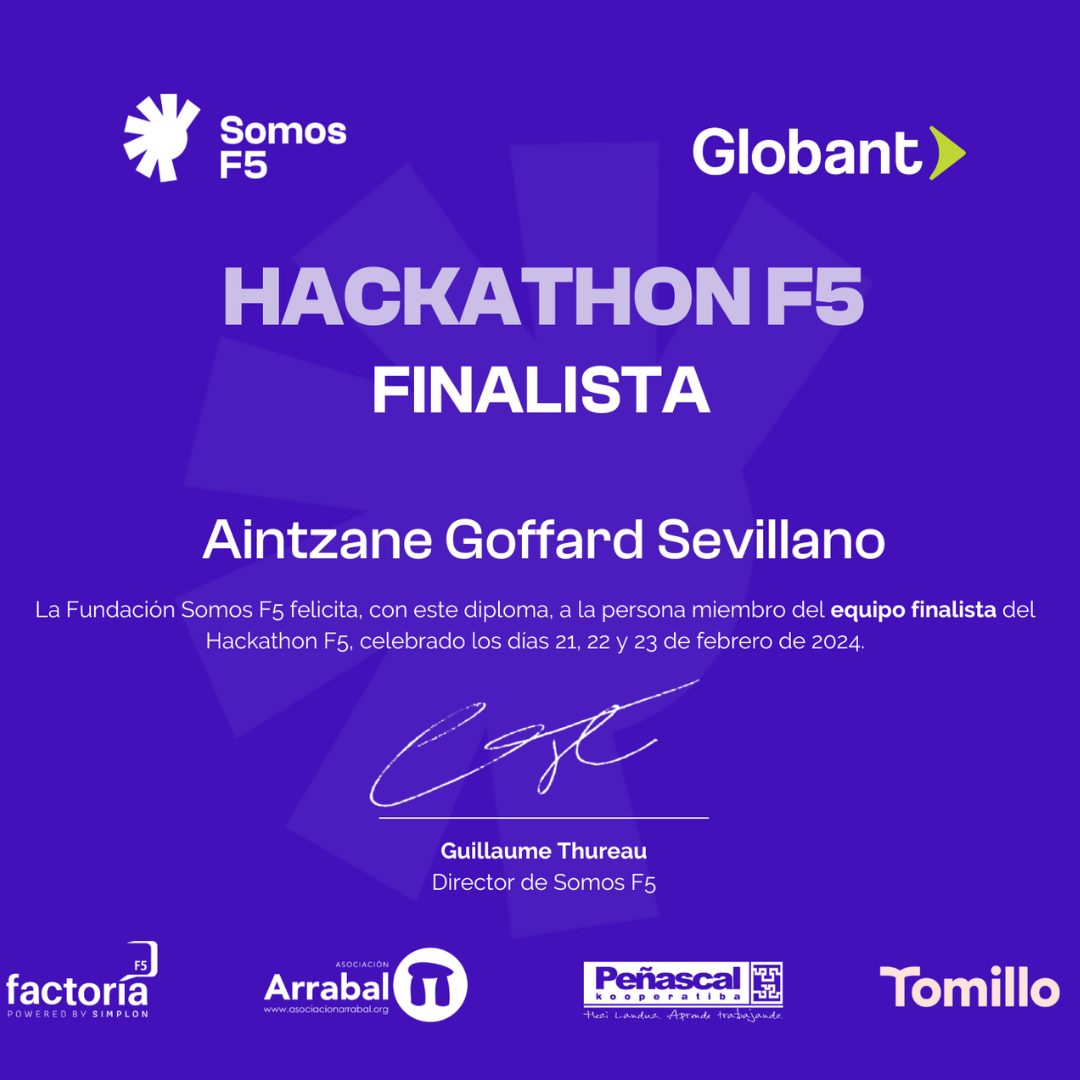 Somos
F5
Globant
HACKATHON F5
FINALISTA
Aintzane Goffard Sevillano
La Fundación Somos F5 felicita, con este diploma, a la persona miembro del equipo finalista del
Hackathon F5, celebrado los días 21, 22 y 23 de febrero de 2024.
Guillaume Thureau
Director de Somos F5
F5
factoría
POWERED BY SIMPLON
ASOCIACIÓN
Arrabal
www.asociacionarrabal.org
Peñascal
kooperatiba
Hezi Landuz. Aprende trabajando.
Tomillo